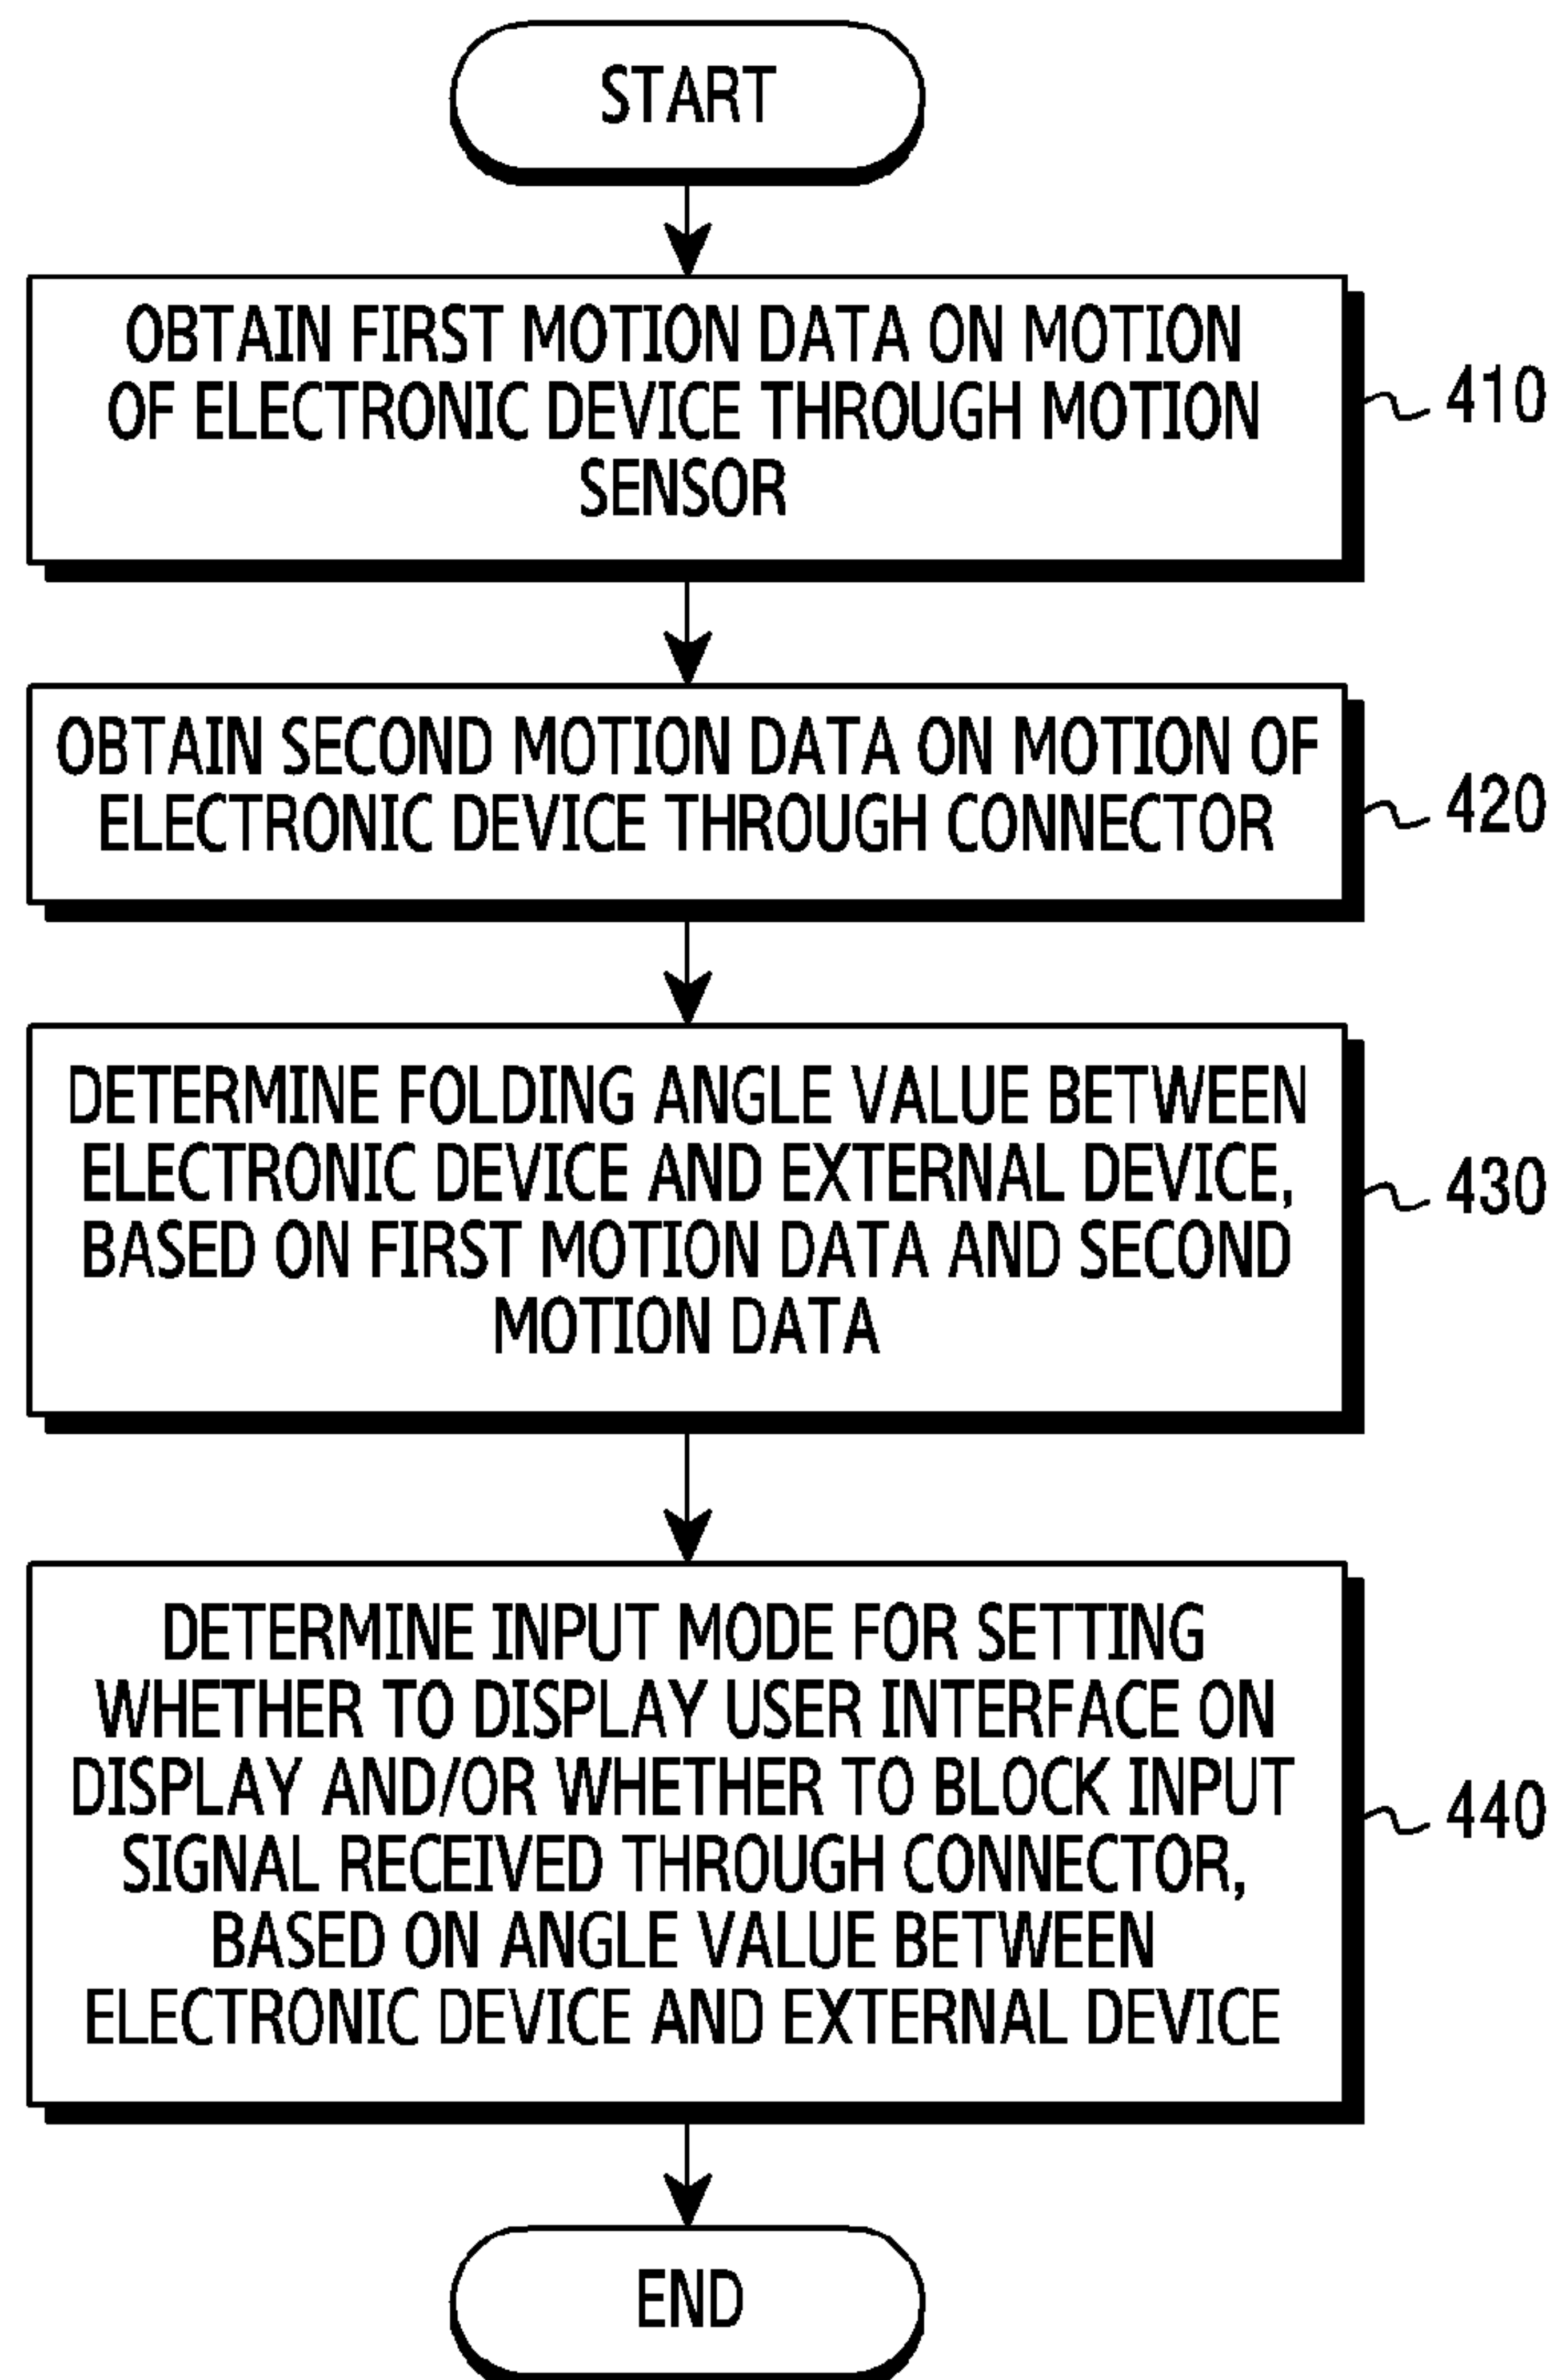 START
OBTAIN FIRST MOTION DATA ON MOTION
OF ELECTRONIC DEVICE THROUGH MOTION
SENSOR
410
OBTAIN SECOND MOTION DATA ON MOTION OF
ELECTRONIC DEVICE THROUGH CONNECTOR
420
DETERMINE FOLDING ANGLE VALUE BETWEEN
ELECTRONIC DEVICE AND EXTERNAL DEVICE,
BASED ON FIRST MOTION DATA AND SECOND
MOTION DATA
430
DETERMINE INPUT MODE FOR SETTING
WHETHER TO DISPLAY USER INTERFACE ON
DISPLAY AND/OR WHETHER TO BLOCK INPUT
SIGNAL RECEIVED THROUGH CONNECTOR,
BASED ON ANGLE VALUE BETWEEN
ELECTRONIC DEVICE AND EXTERNAL DEVICE
440
END